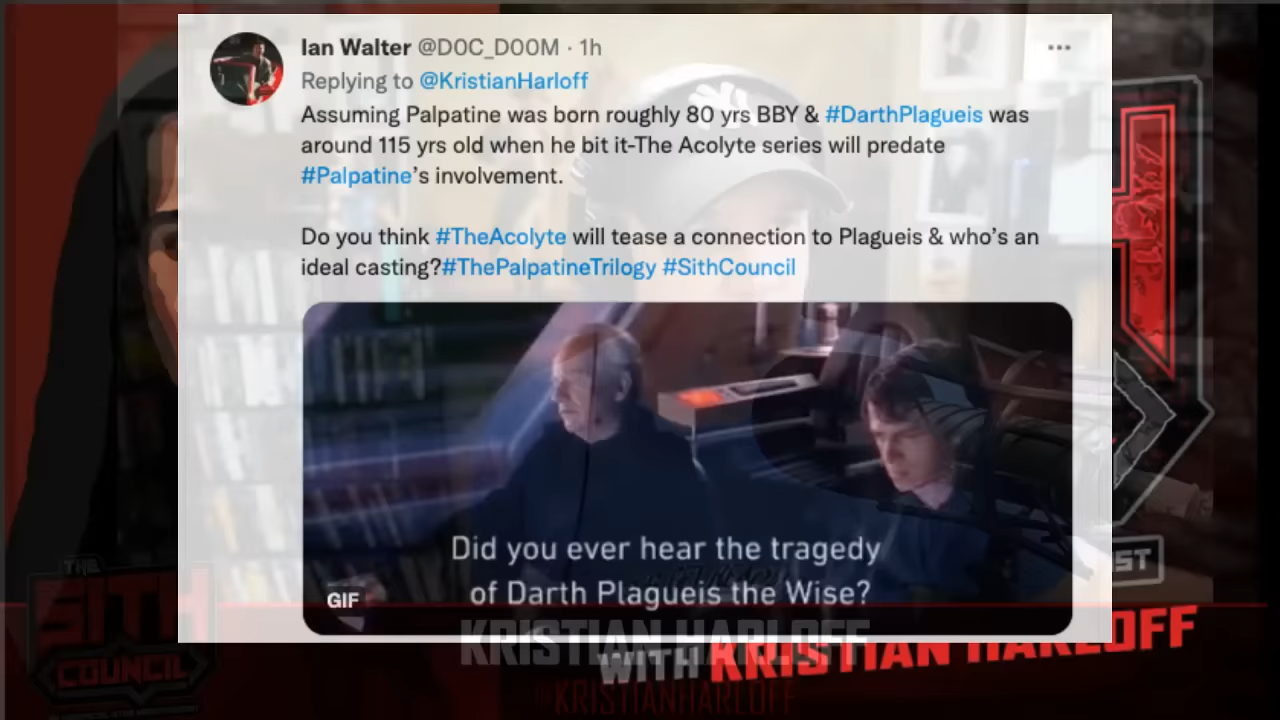 Ian Walter @D0C_D00M · 1h
Replying to @KristianHarloff
Assuming Palpatine was born roughly 80 yrs BBY & #DarthPlagueis was
around 115 yrs old when he bit it-The Acolyte series will predate
#Palpatine's involvement.
Do you think #TheAcolyte will tease a connection to Plagueis & who's an
ideal casting?#ThePalpatineTrilogy #SithCouncil
Did you ever hear the tragedy
of Darth Plagueis the Wise?
GIF
NY
ST
THE
SITH
COUNCIL
KRISTIAN HARLOFF
WITH KRISTIAN HARLOFF
@KRISTIANHARLOFF